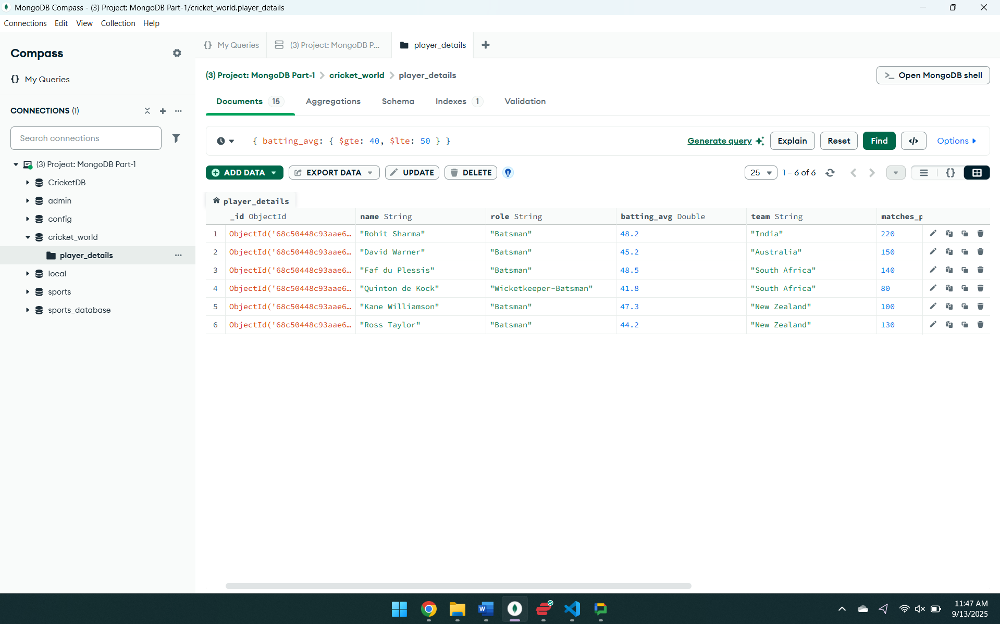 MongoDB Compass - (3) Project: MongoDB Part-1/cricket_world.player_details
Connections Edit View Collection Help
Compass
{} My Queries
CONNECTIONS (1)
Search connections
(3) Project: MongoDB Part-1
CricketDB
admin
config
cricket_world
player_details
local
sports
sports_database
{} My Queries (3) Project: MongoDB P... player_details
(3) Project: MongoDB Part-1 > cricket_world > player_details
>_ Open MongoDB shell
Documents 15 Aggregations Schema Indexes 1 Validation
{ batting_avg: { $gte: 40, $lte: 50 } }
Generate query Explain Reset Find </> Options
ADD DATA EXPORT DATA UPDATE DELETE
25 1 – 6 of 6 {}
player_details
_id ObjectId name String role String batting_avg Double team String matches_p
1 ObjectId('68c50448c93aae6… "Rohit Sharma" "Batsman" 48.2 "India" 220
2 ObjectId('68c50448c93aae6… "David Warner" "Batsman" 45.2 "Australia" 150
3 ObjectId('68c50448c93aae6… "Faf du Plessis" "Batsman" 48.5 "South Africa" 140
4 ObjectId('68c50448c93aae6… "Quinton de Kock" "Wicketkeeper-Batsman" 41.8 "South Africa" 80
5 ObjectId('68c50448c93aae6… "Kane Williamson" "Batsman" 47.3 "New Zealand" 100
6 ObjectId('68c50448c93aae6… "Ross Taylor" "Batsman" 44.2 "New Zealand" 130
W
11:47 AM
9/13/2025